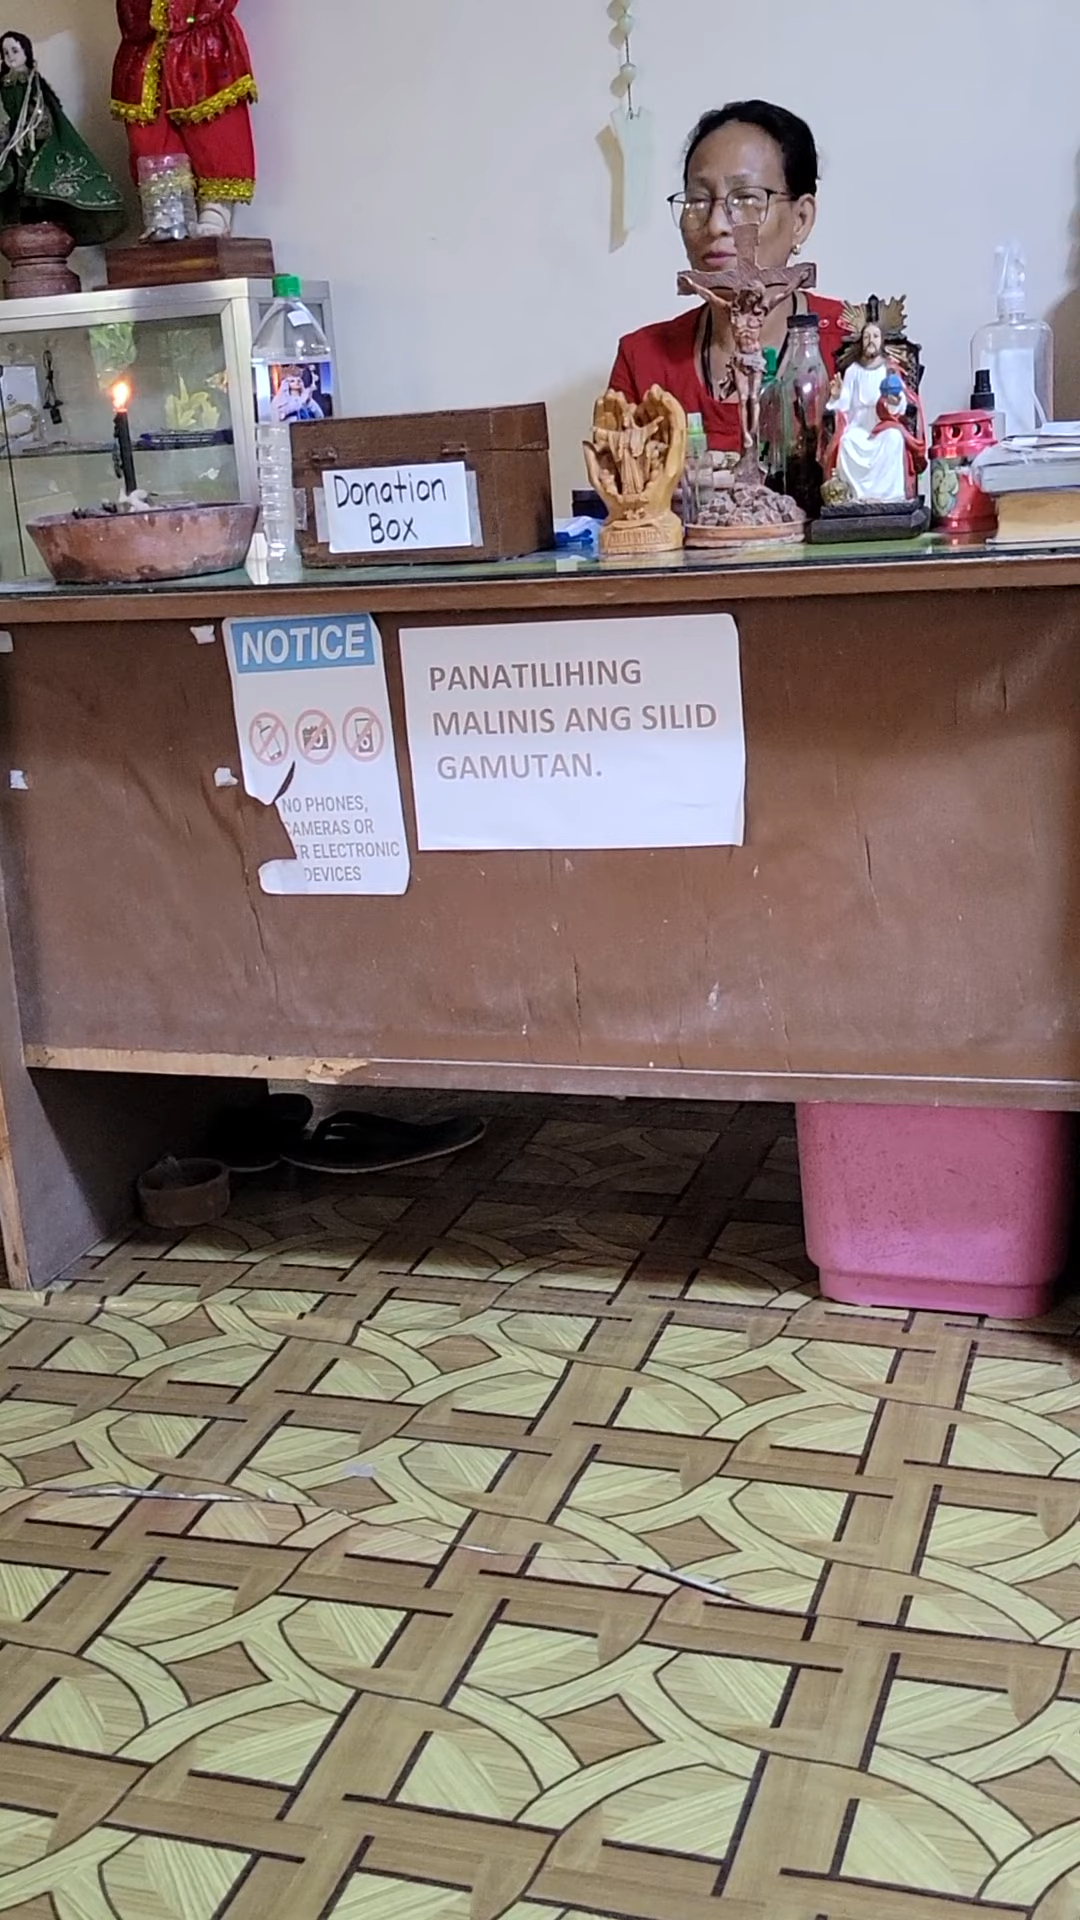 Donation
Box
NOTICE
NO PHONES,
CAMERAS OR
R ELECTRONIC
DEVICES
PANATILIHING
MALINIS ANG SILID
GAMUTAN.